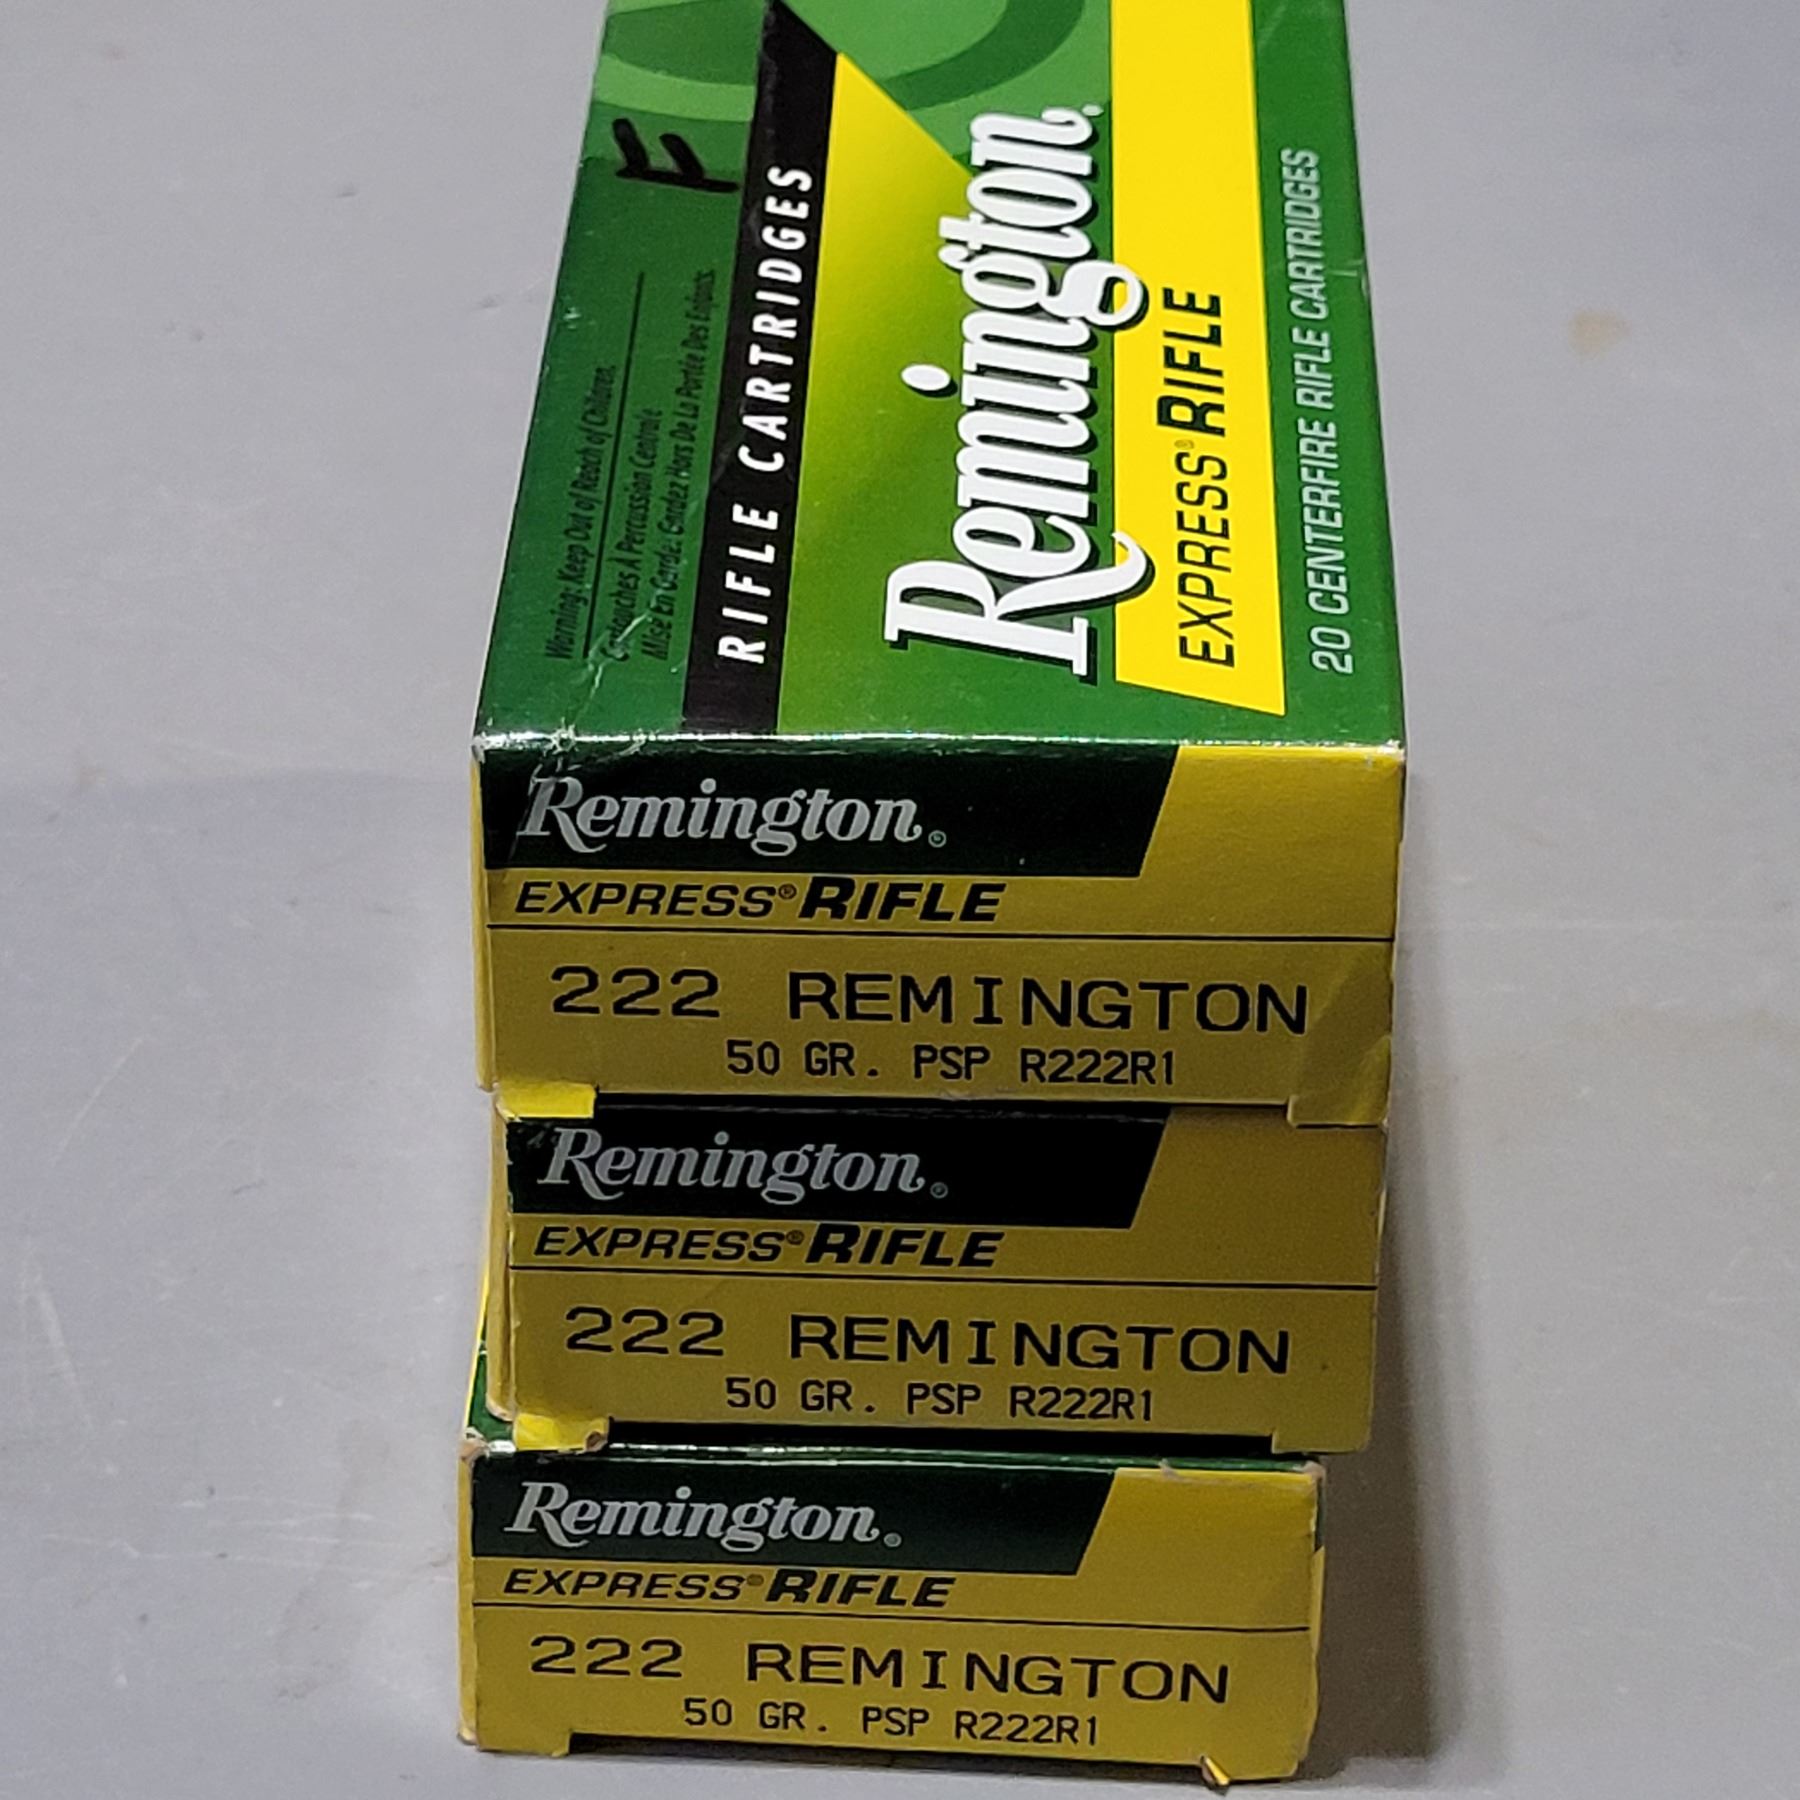 F
Warning: Keep Out of Reach of Children.
Cartouches À Percussion Centrale
Mise En Garde: Gardez Hors De La Portée Des Enfants.
RIFLE CARTRIDGES
Remington®
EXPRESS® RIFLE
20 CENTERFIRE RIFLE CARTRIDGES
Remington®
EXPRESS® RIFLE
222 REMINGTON
50 GR. PSP R222R1
Remington®
EXPRESS® RIFLE
222 REMINGTON
50 GR. PSP R222R1
Remington®
EXPRESS® RIFLE
222 REMINGTON
50 GR. PSP R222R1